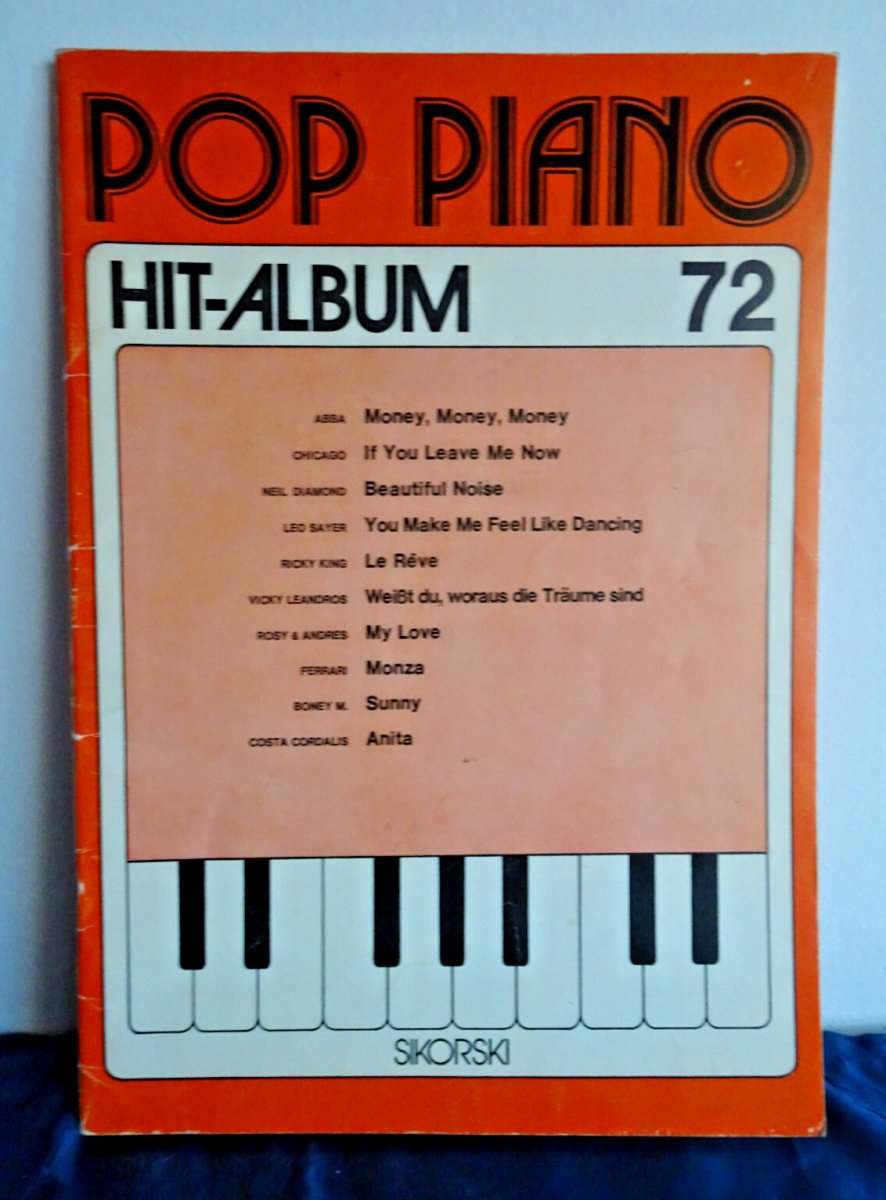 POP PIANO
HIT-ALBUM 72
ABBA Money, Money, Money
CHICAGO If You Leave Me Now
NEIL DIAMOND Beautiful Noise
LEO SAYER You Make Me Feel Like Dancing
RICKY KING Le Réve
VICKY LEANDROS Weißt du, woraus die Träume sind
ROSY & ANDRES My Love
FERRARI Monza
BONEY M. Sunny
COSTA CORDALIS Anita
SIKORSKI